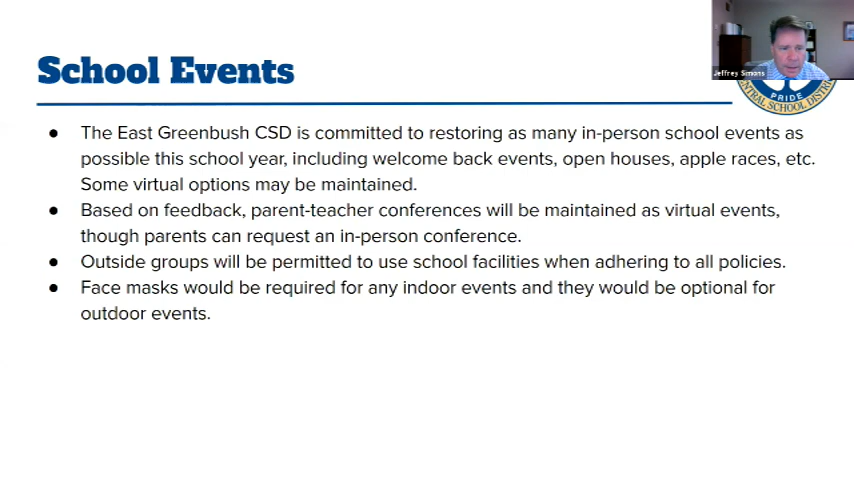 School Events
Jeffrey Simons
PRIDE
CENTRAL SCHOOL DISTRI
● The East Greenbush CSD is committed to restoring as many in-person school events as
possible this school year, including welcome back events, open houses, apple races, etc.
Some virtual options may be maintained.
● Based on feedback, parent-teacher conferences will be maintained as virtual events,
though parents can request an in-person conference.
● Outside groups will be permitted to use school facilities when adhering to all policies.
● Face masks would be required for any indoor events and they would be optional for
outdoor events.